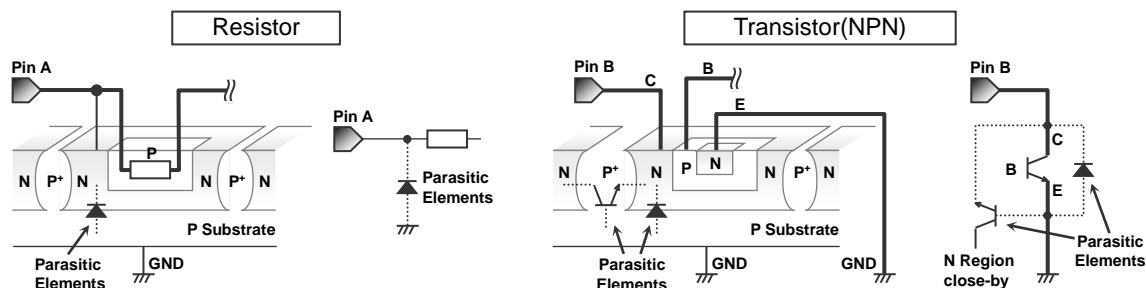 Resistor
Transistor(NPN)
Pin A
P
N
P+
N
N
P+
N
P Substrate
Parasitic
Elements
GND
Pin A
Parasitic
Elements
Pin B
C
B
E
N
P+
N
P
N
N
P+
N
P Substrate
Parasitic
Elements
GND
GND
Pin B
C
B
E
N Region
close-by
Parasitic
Elements